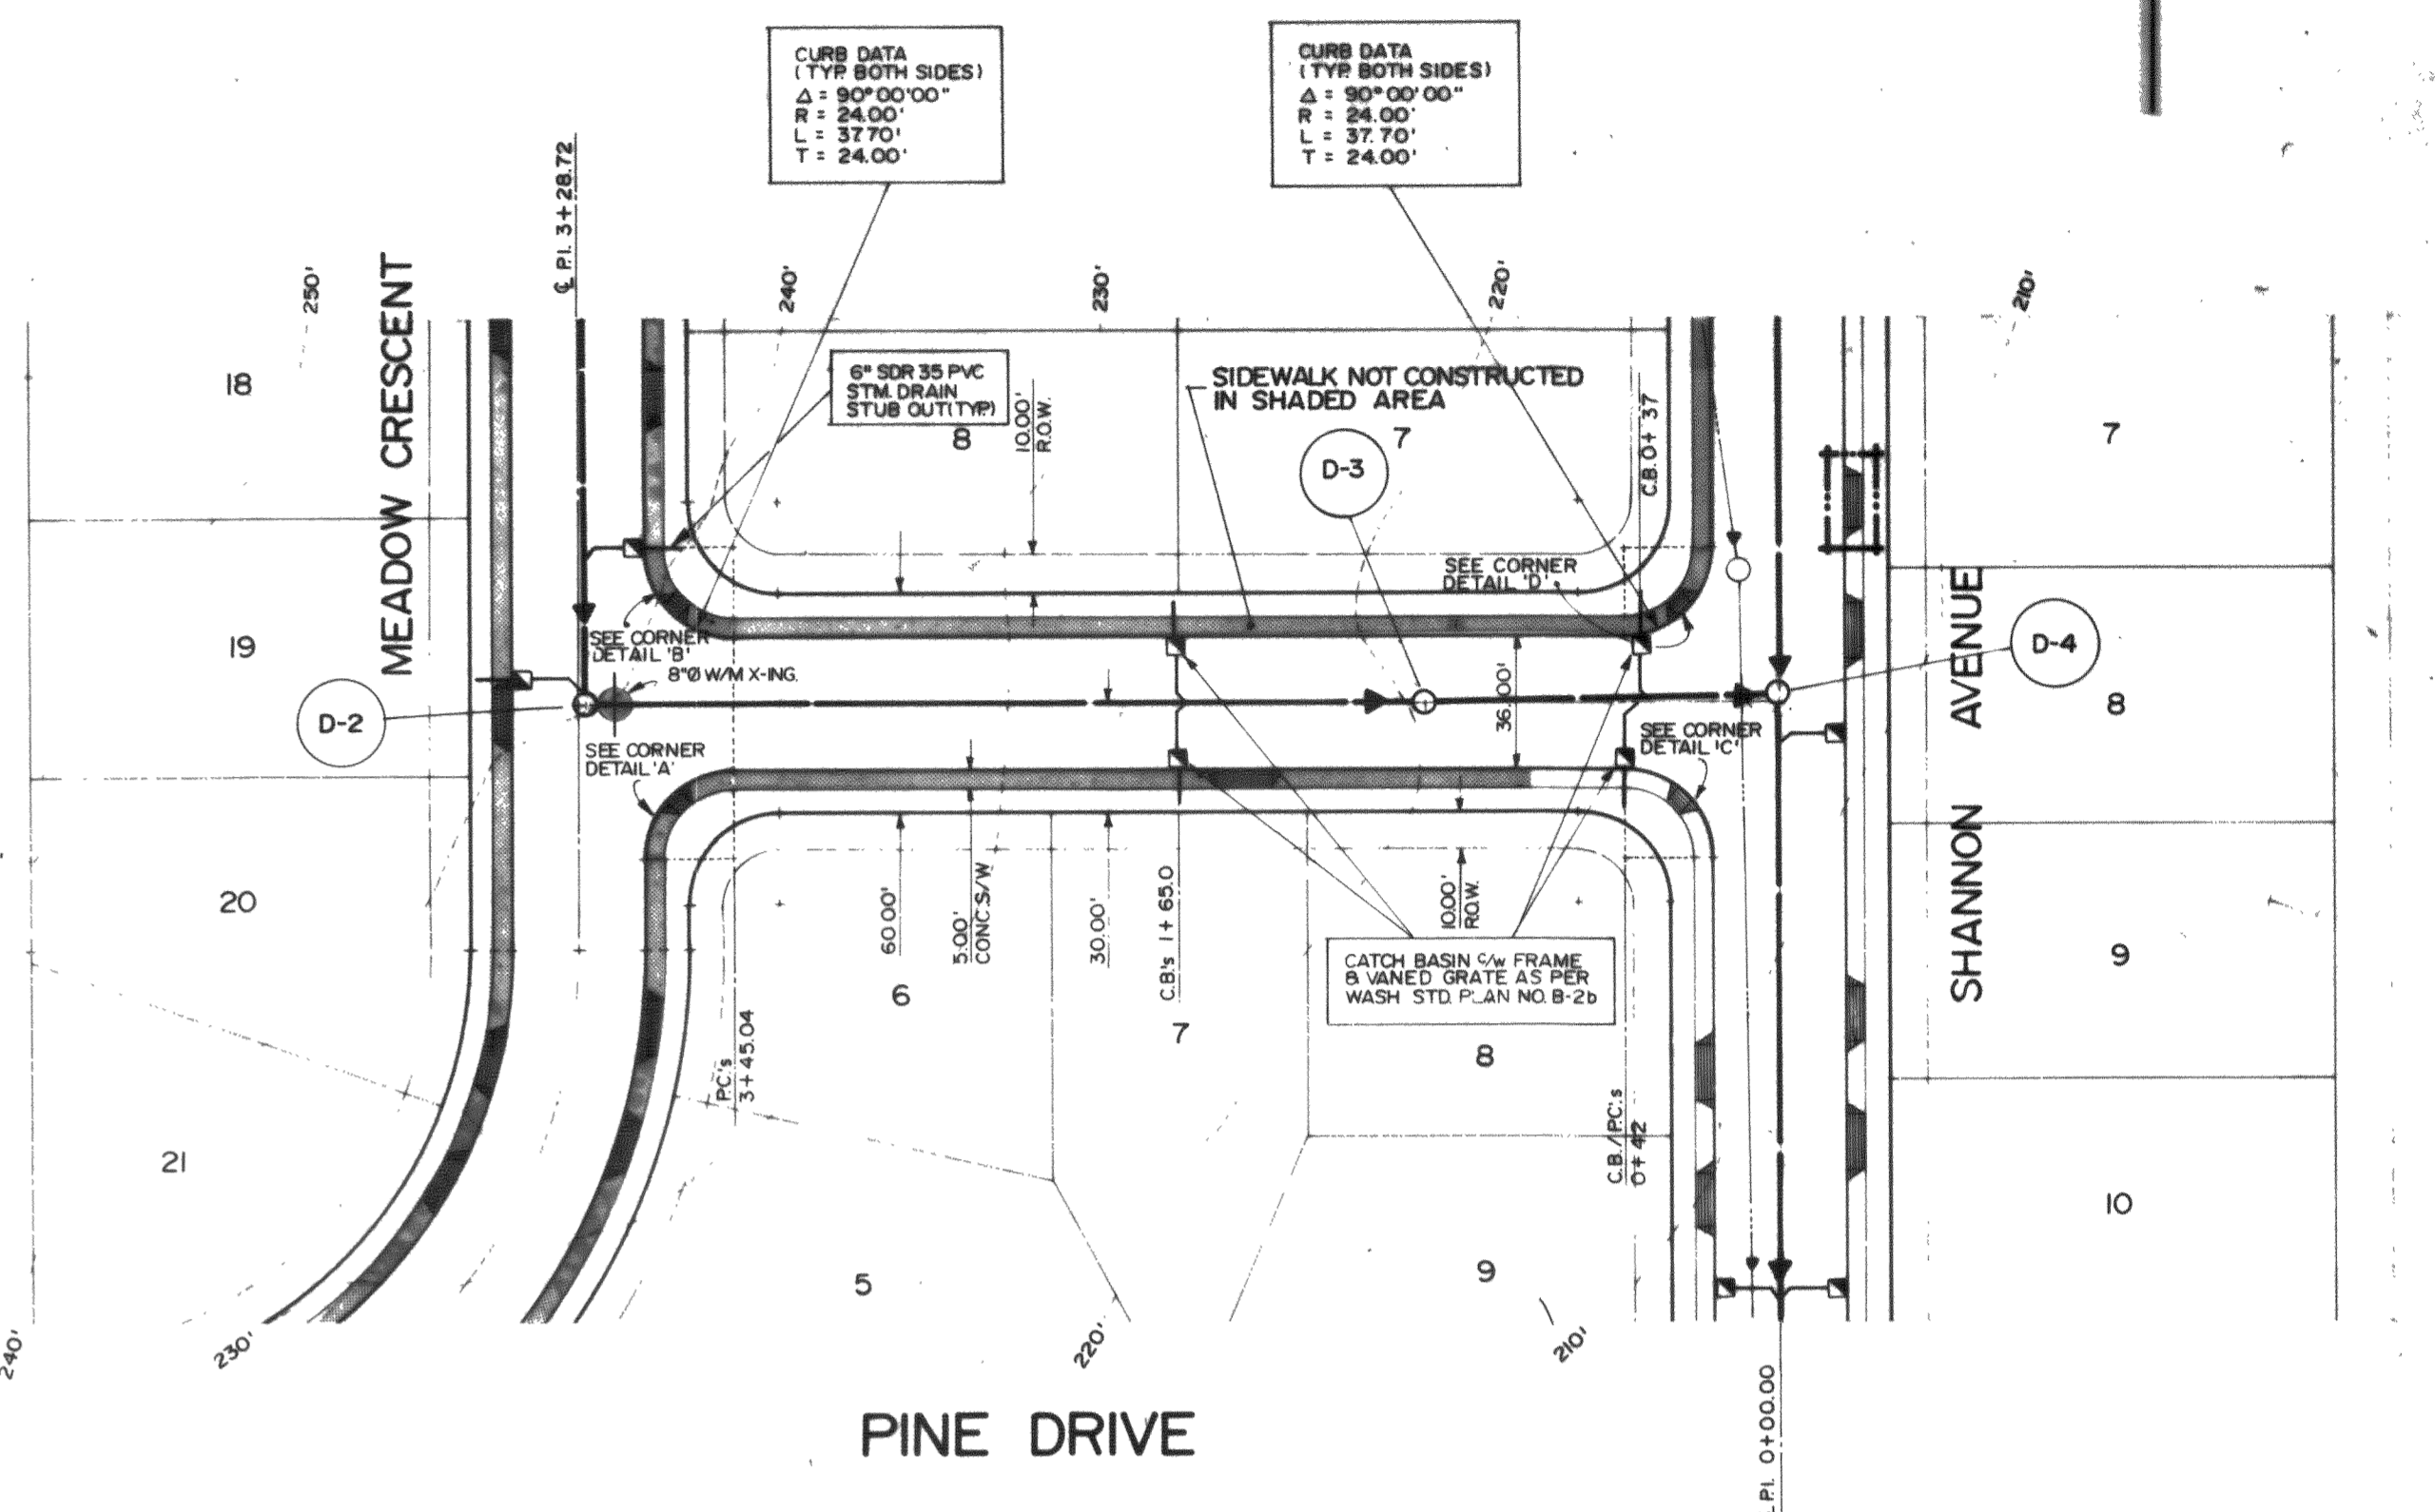 CURB DATA
(TYP. BOTH SIDES)
Δ = 90°00'00"
R = 24.00'
L = 37.70'
T = 24.00'
CURB DATA
(TYP. BOTH SIDES)
Δ = 90°00'00"
R = 24.00'
L = 37.70'
T = 24.00'
℄ P.I. 3+28.72
MEADOW CRESCENT
250'
240'
230'
220'
210'
18
6" SDR 35 PVC
STM. DRAIN
STUB OUT(TYP.)
8
10.00'
R.O.W.
SIDEWALK NOT CONSTRUCTED
IN SHADED AREA
7
D-3
C.B. 0+37
7
SEE CORNER
DETAIL 'D'
19
SEE CORNER
DETAIL 'B'
8"Ø W/M X-ING.
D-2
36.00'
D-4
SHANNON AVENUE
8
SEE CORNER
DETAIL 'A'
SEE CORNER
DETAIL 'C'
20
60.00'
5.00'
CONC. S/W
30.00'
C.B.'s 1+65.0
10.00'
R.O.W.
CATCH BASIN C/W FRAME
& VANED GRATE AS PER
WASH STD. PLAN NO. B-2b
6
7
8
9
P.C.'s
3+45.04
C.B./P.C.'s
0+42
21
10
5
9
240'
230'
220'
210'
PINE DRIVE
P.I. 0+00.00